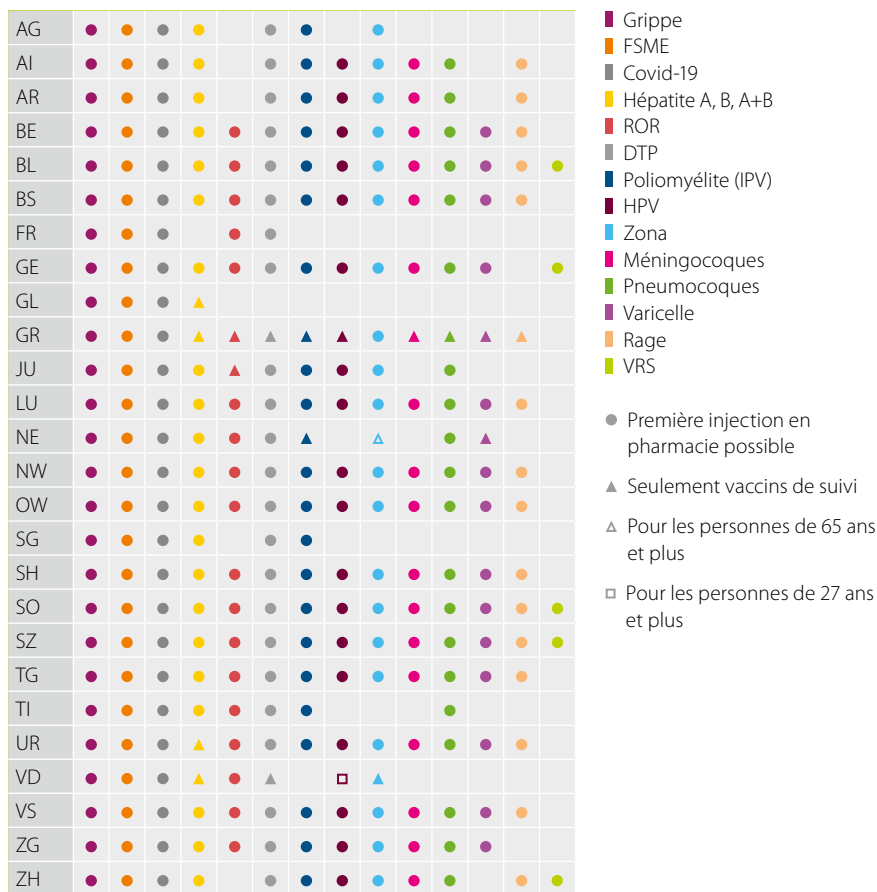 AG
AI
AR
BE
BL
BS
FR
GE
GL
GR
JU
LU
NE
NW
OW
SG
SH
SO
SZ
TG
TI
UR
VD
VS
ZG
ZH
Grippe
FSME
Covid-19
Hépatite A, B, A+B
ROR
DTP
Poliomyélite (IPV)
HPV
Zona
Méningocoques
Pneumocoques
Varicelle
Rage
VRS
Première injection en
pharmacie possible
Seulement vaccins de suivi
Pour les personnes de 65 ans
et plus
Pour les personnes de 27 ans
et plus